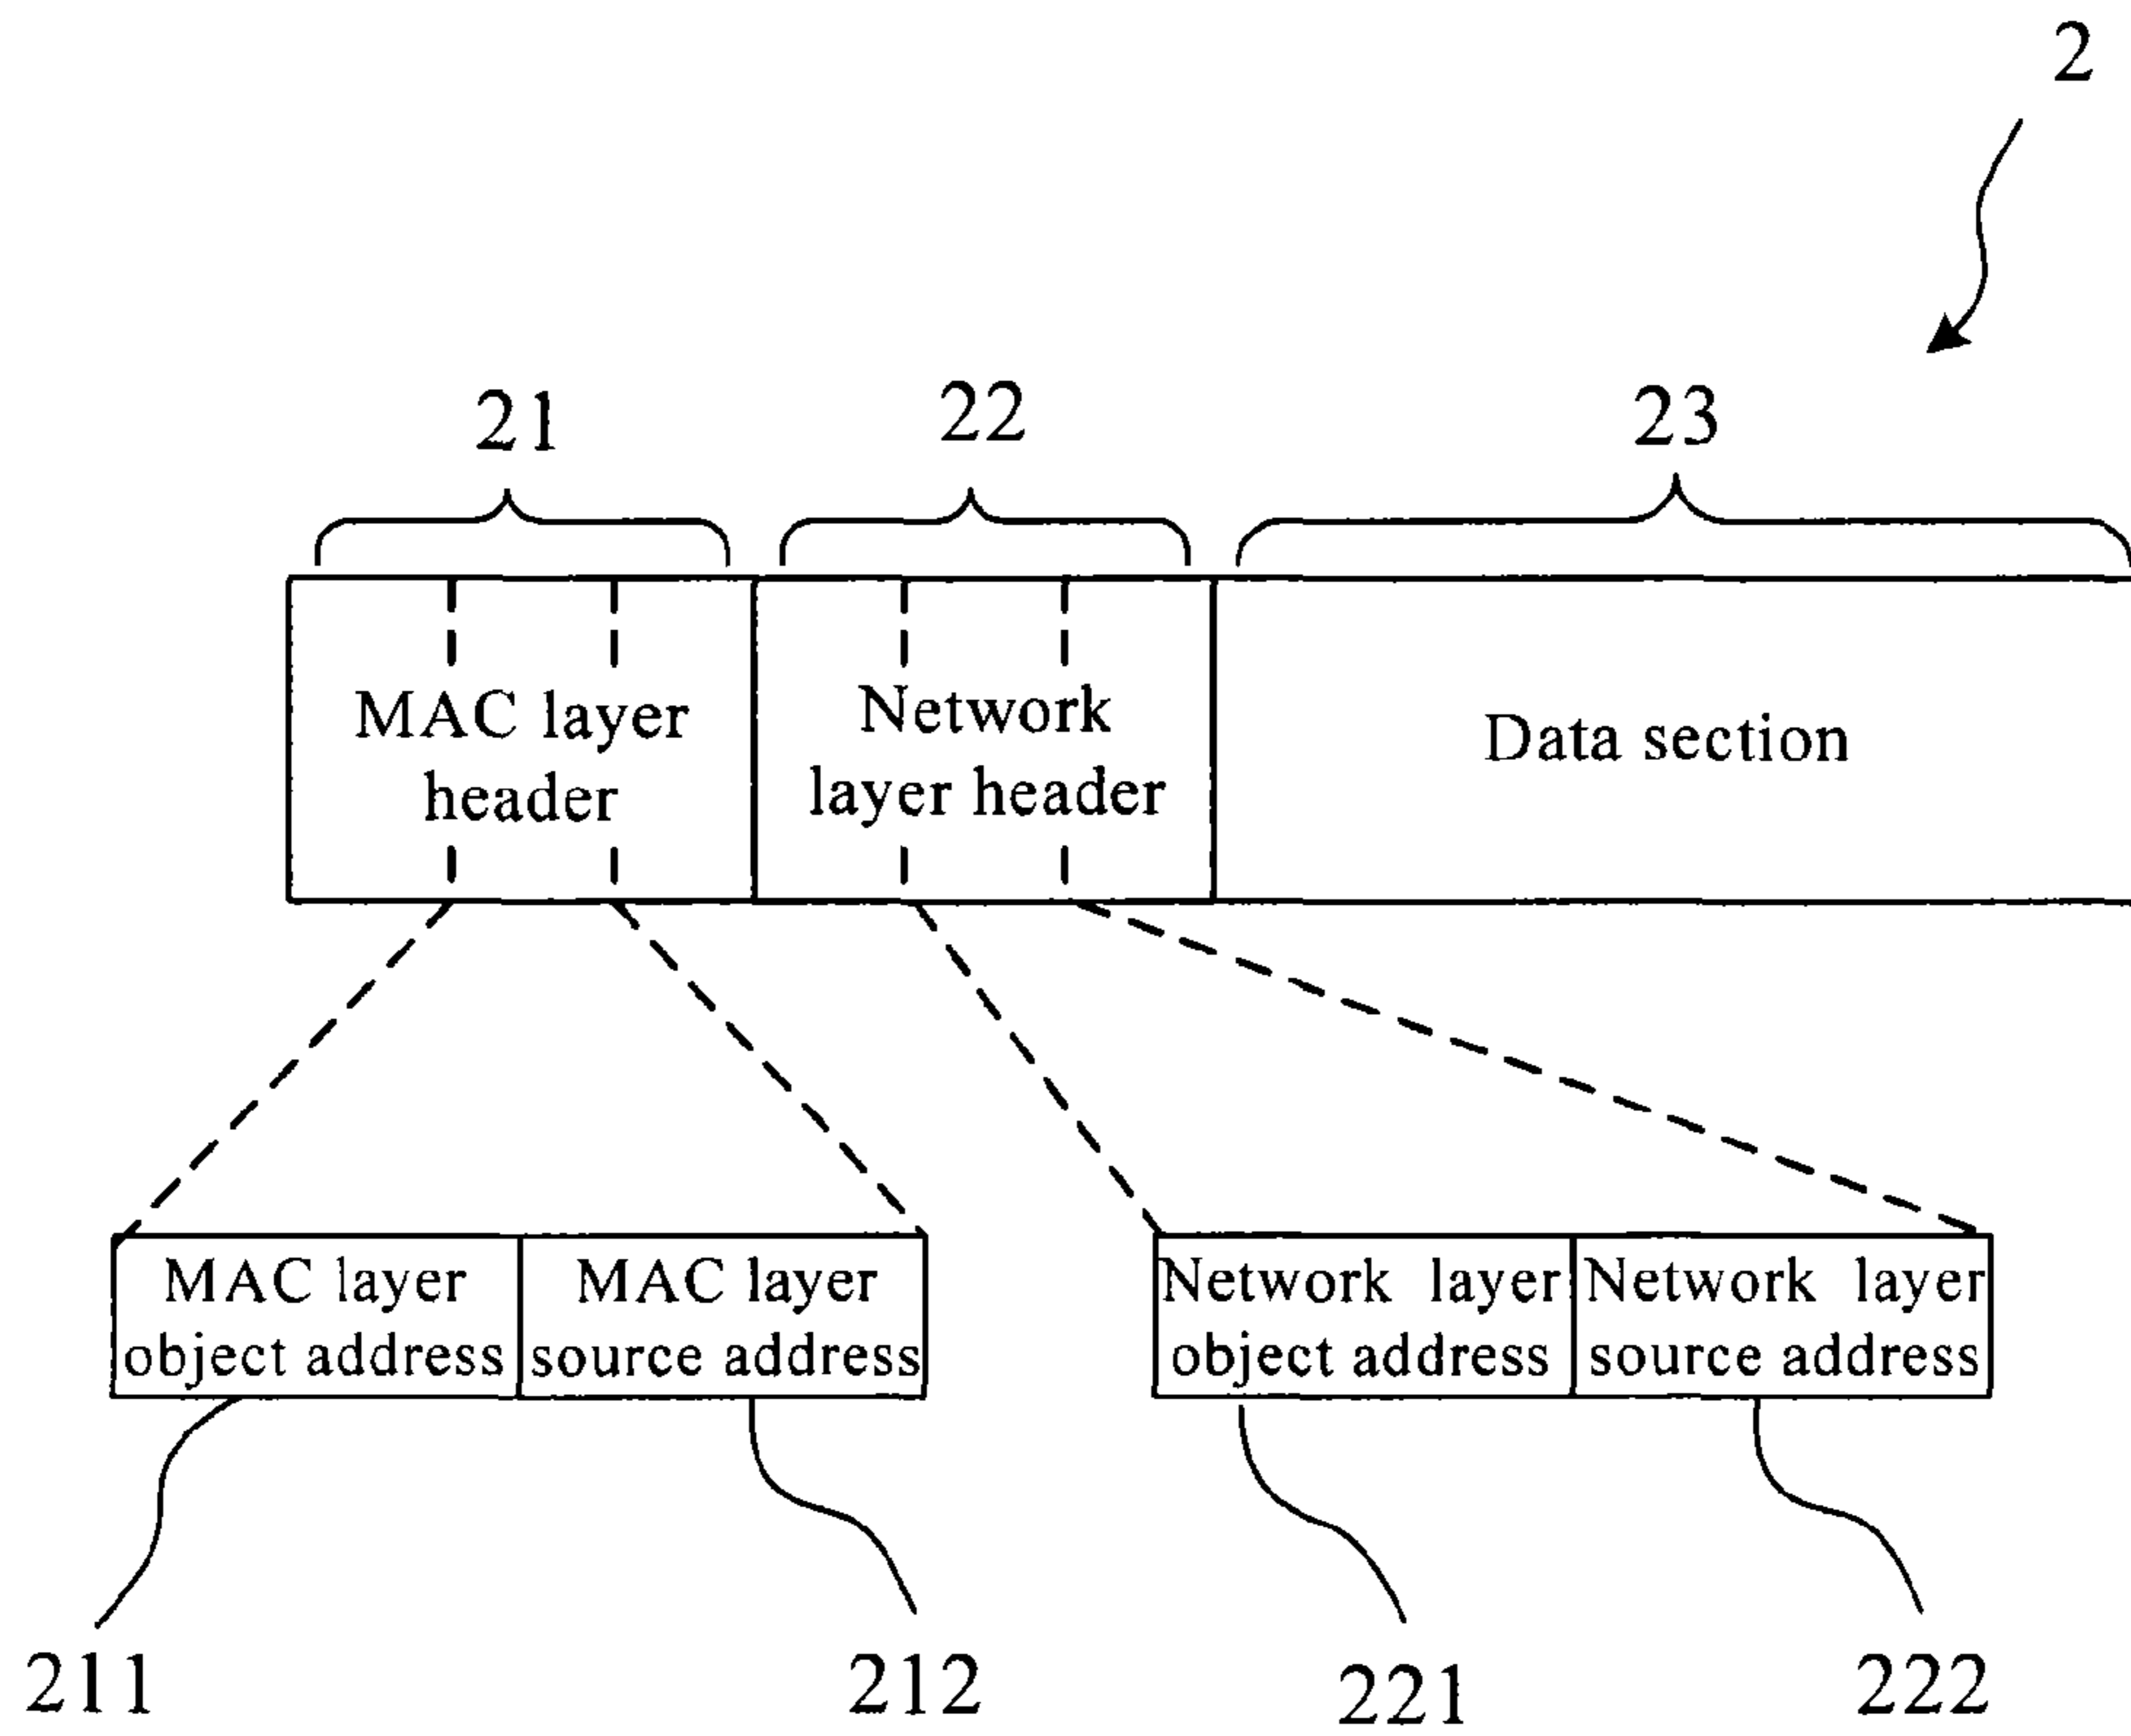 2
21
22
23
MAC layer
header
Network
layer header
Data section
MAC layer
object address
MAC layer
source address
Network layer
object address
Network layer
source address
211
212
221
222